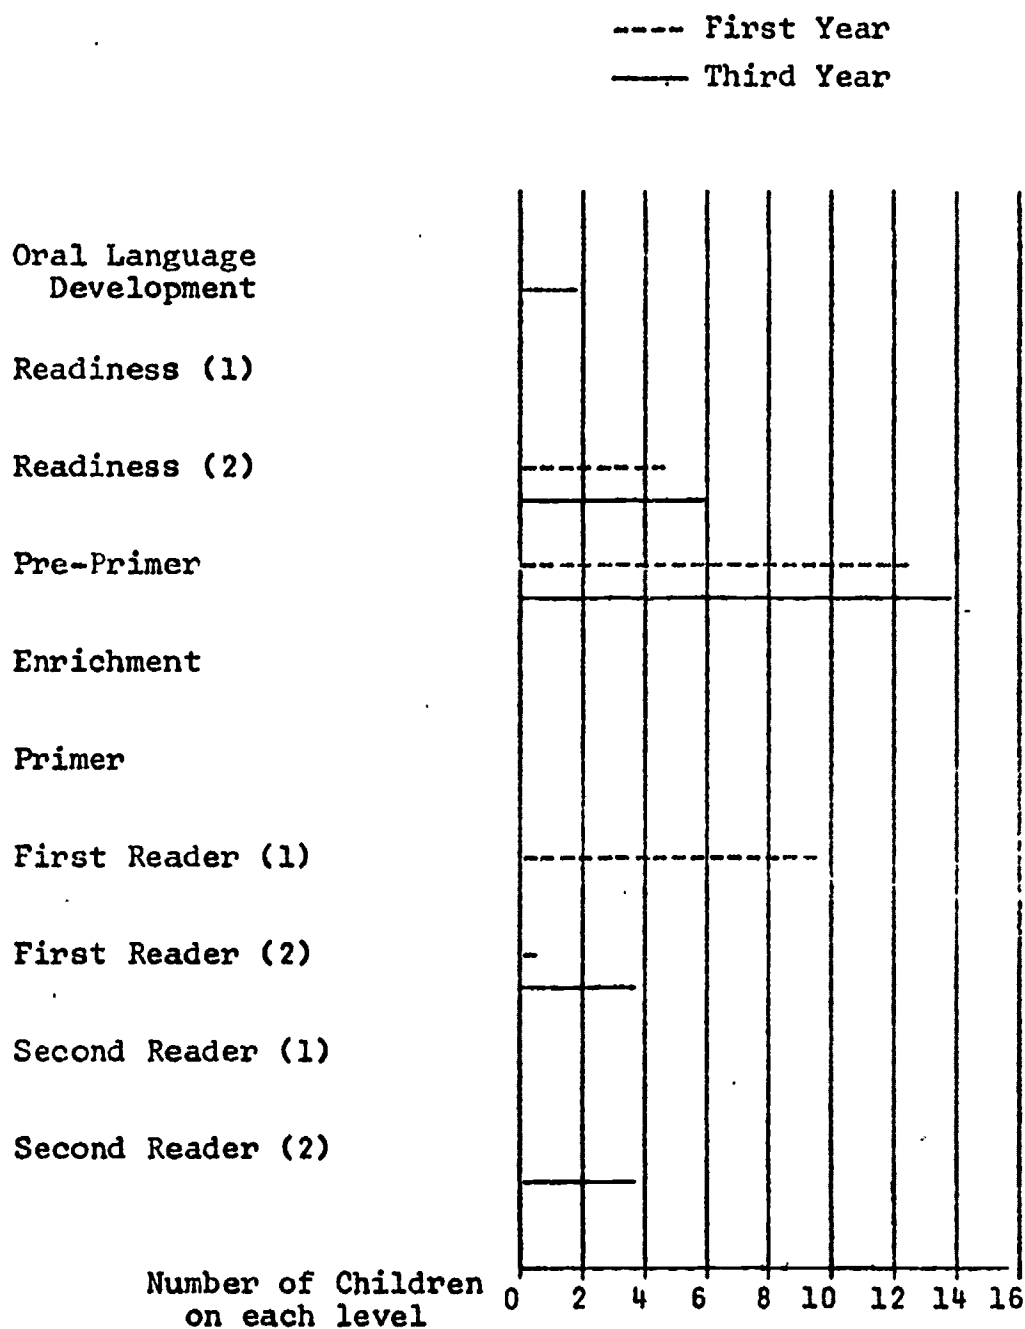 ---- First Year
—— Third Year
Oral Language
Development
Readiness (1)
Readiness (2)
Pre-Primer
Enrichment
Primer
First Reader (1)
First Reader (2)
Second Reader (1)
Second Reader (2)
Number of Children
on each level
0 2 4 6 8 10 12 14 16